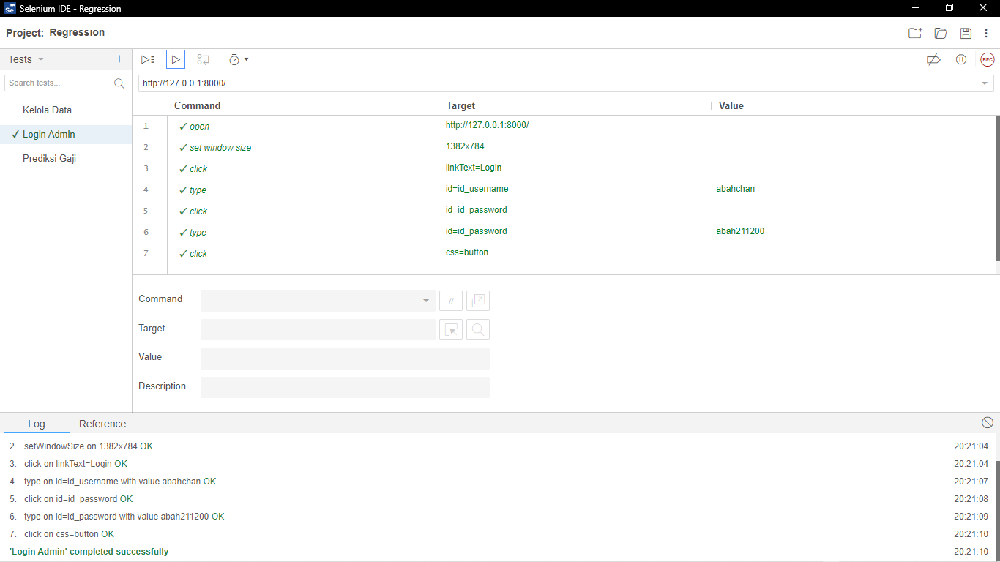 Se Selenium IDE - Regression
Project: Regression
Tests
Search tests...
Kelola Data
✓ Login Admin
Prediksi Gaji
REC
http://127.0.0.1:8000/
Command Target Value
1 ✓ open http://127.0.0.1:8000/
2 ✓ set window size 1382x784
3 ✓ click linkText=Login
4 ✓ type id=id_username abahchan
5 ✓ click id=id_password
6 ✓ type id=id_password abah211200
7 ✓ click css=button
Command //
Target
Value
Description
Log Reference
2. setWindowSize on 1382x784 OK 20:21:04
3. click on linkText=Login OK 20:21:04
4. type on id=id_username with value abahchan OK 20:21:07
5. click on id=id_password OK 20:21:08
6. type on id=id_password with value abah211200 OK 20:21:09
7. click on css=button OK 20:21:10
'Login Admin' completed successfully 20:21:10